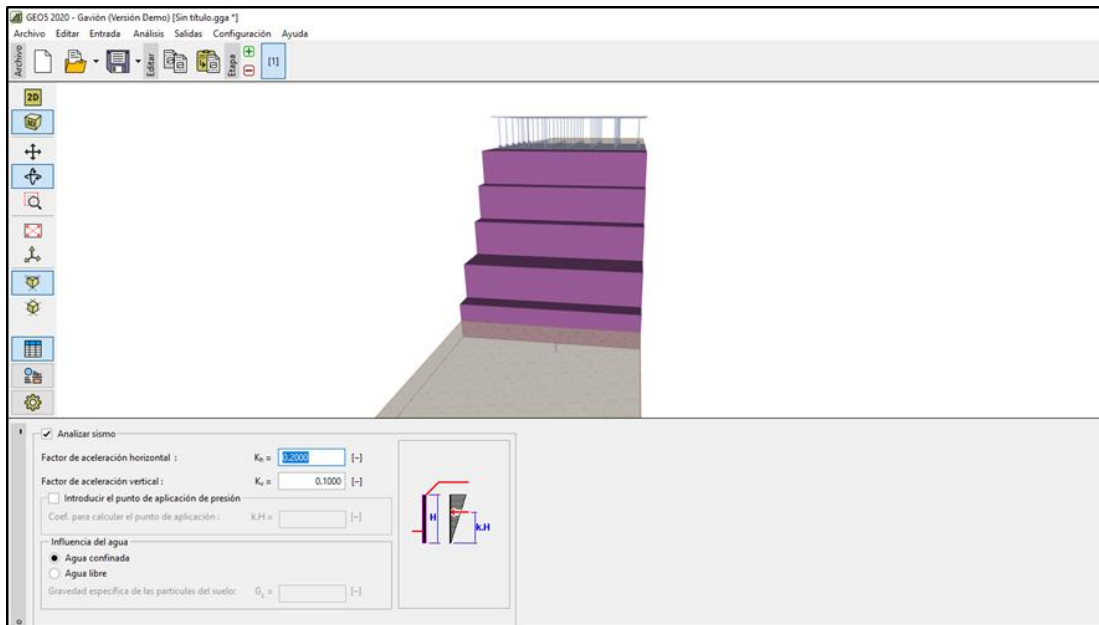 GEO5 2020 - Gavión (Versión Demo) [Sin título.gga *]
Archivo Editar Entrada Análisis Salidas Configuración Ayuda
Archivo
Editar
Etapa
[1]
2D
3D
Analizar sismo
Factor de aceleración horizontal : Kh = 0.2000 [–]
Factor de aceleración vertical : Kv = 0.1000 [–]
Introducir el punto de aplicación de presión
Coef. para calcular el punto de aplicación : k.H = [–]
Influencia del agua
Agua confinada
Agua libre
Gravedad específica de las partículas del suelo: Gs = [–]
H
k.H